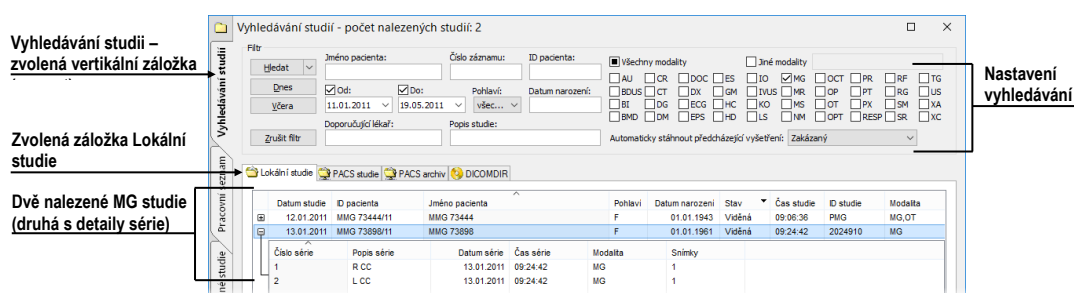 Vyhledávání studií - počet nalezených studií: 2
Vyhledávání studii –
zvolená vertikální záložka
Vyhledávání studií
Filtr
Hledat
Dnes
Včera
Zrušit filtr
Jméno pacienta:
Číslo záznamu:
ID pacienta:
Od:
Do:
Pohlaví:
Datum narození:
11.01.2011
19.05.2011
všec...
Doporučující lékař:
Popis studie:
Všechny modality
Jiné modality
AU CR DOC ES IO MG OCT PR RF TG
BDUS CT DX GM IVUS MR OP PT RG US
BI DG ECG HC KO MS OT PX SM XA
BMD DM EPS HD LS NM OPT RESP SR XC
Automaticky stáhnout předcházející vyšetření: Zakázaný
Nastavení
vyhledávání
Zvolená záložka Lokální
studie
Pracovní seznam
Lokální studie PACS studie PACS archiv DICOMDIR
Dvě nalezené MG studie
(druhá s detaily série)
Datum studie ID pacienta Jméno pacienta Pohlaví Datum narození Stav Čas studie ID studie Modalita
12.01.2011 MMG 73444/11 MMG 73444 F 01.01.1943 Viděná 09:06:36 PMG MG,OT
13.01.2011 MMG 73898/11 MMG 73898 F 01.01.1961 Viděná 09:24:42 2024910 MG
Číslo série Popis série Datum série Čas série Modalita Snímky
1 R CC 13.01.2011 09:24:42 MG 1
2 L CC 13.01.2011 09:24:42 MG 1
studie